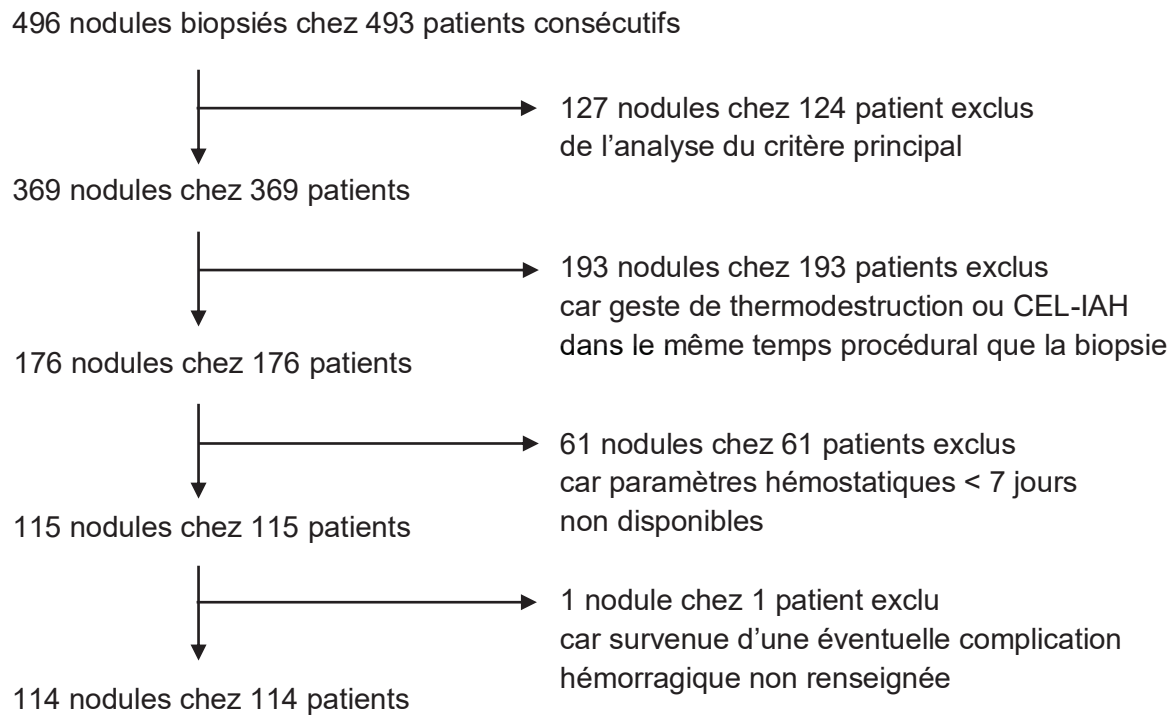 496 nodules biopsiés chez 493 patients consécutifs
127 nodules chez 124 patient exclus
de l’analyse du critère principal
369 nodules chez 369 patients
193 nodules chez 193 patients exclus
car geste de thermodestruction ou CEL-IAH
dans le même temps procédural que la biopsie
176 nodules chez 176 patients
61 nodules chez 61 patients exclus
car paramètres hémostatiques < 7 jours
non disponibles
115 nodules chez 115 patients
1 nodule chez 1 patient exclu
car survenue d’une éventuelle complication
hémorragique non renseignée
114 nodules chez 114 patients